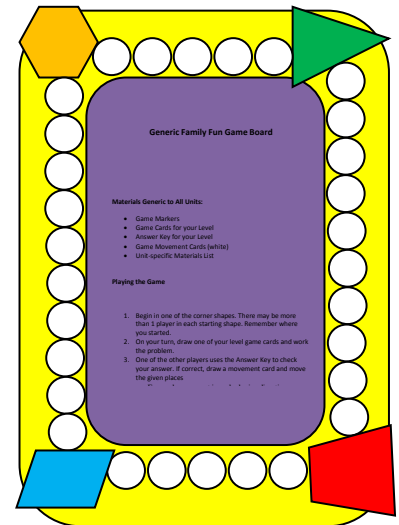 Generic Family Fun Game Board
Materials Generic to All Units:
• Game Markers
• Game Cards for your Level
• Answer Key for your Level
• Game Movement Cards (white)
• Unit-specific Materials List
Playing the Game
1. Begin in one of the corner shapes. There may be more
than 1 player in each starting shape. Remember where
you started.
2. On your turn, draw one of your level game cards and work
the problem.
3. One of the other players uses the Answer Key to check
your answer. If correct, draw a movement card and move
the given places